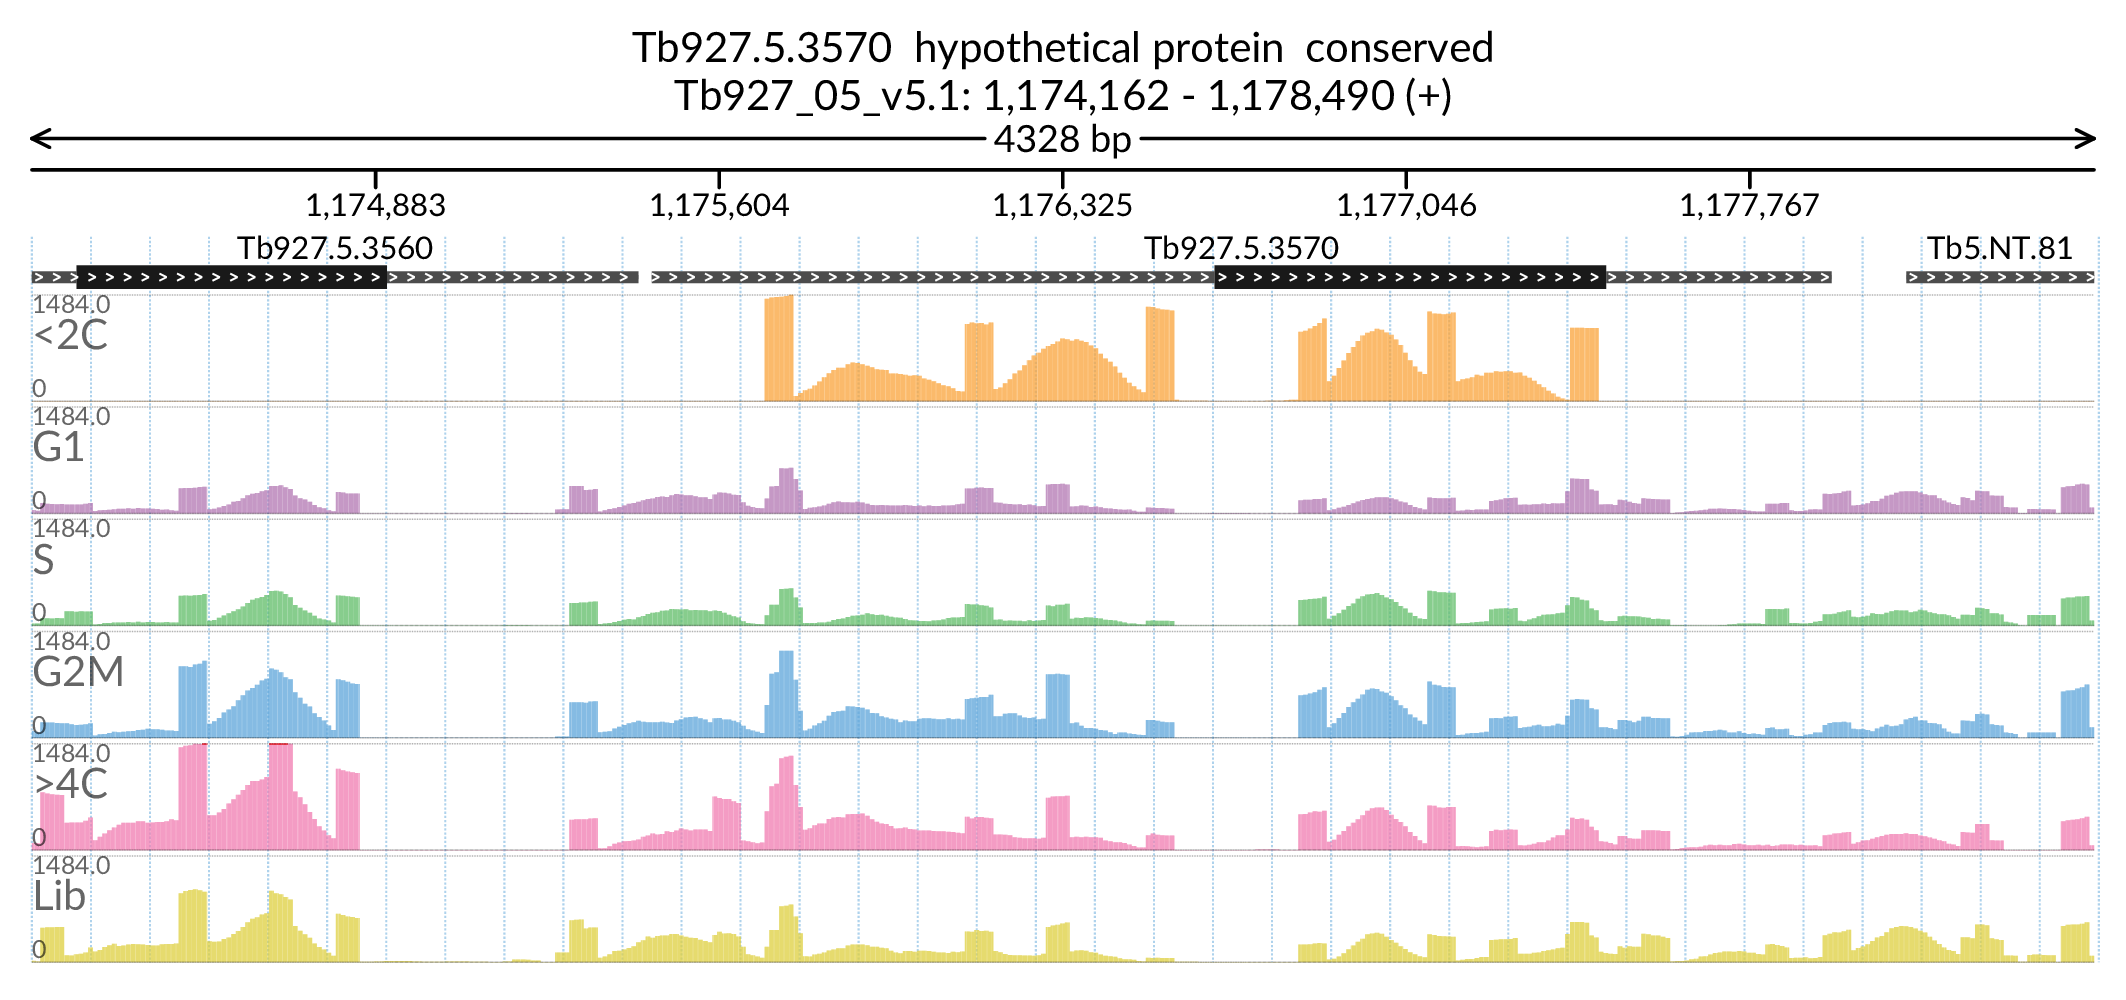 Tb927.5.3570 hypothetical protein conserved
Tb927_05_v5.1: 1,174,162 - 1,178,490 (+)
4328 bp
1,174,883 1,175,604 1,176,325 1,177,046 1,177,767
Tb927.5.3560 Tb927.5.3570 Tb5.NT.81
1484.0
<2C
0
1484.0
G1
0
1484.0
S
0
1484.0
G2M
0
1484.0
>4C
0
1484.0
Lib
0